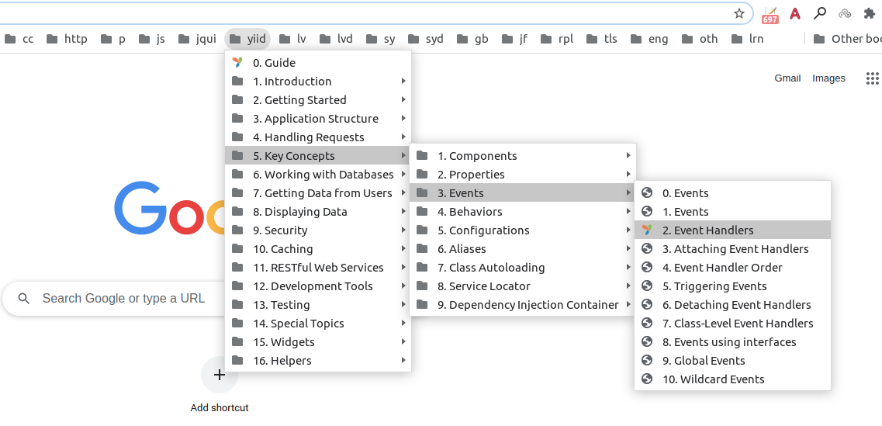 697
cc http p js jqui yiid lv lvd sy syd gb jf rpl tls eng oth lrn Other boo
0. Guide
1. Introduction
2. Getting Started
3. Application Structure
4. Handling Requests
5. Key Concepts
6. Working with Databases
7. Getting Data from Users
8. Displaying Data
9. Security
10. Caching
11. RESTful Web Services
12. Development Tools
13. Testing
14. Special Topics
15. Widgets
16. Helpers
1. Components
2. Properties
3. Events
4. Behaviors
5. Configurations
6. Aliases
7. Class Autoloading
8. Service Locator
9. Dependency Injection Container
0. Events
1. Events
2. Event Handlers
3. Attaching Event Handlers
4. Event Handler Order
5. Triggering Events
6. Detaching Event Handlers
7. Class-Level Event Handlers
8. Events using interfaces
9. Global Events
10. Wildcard Events
Gmail Images
Goo
Search Google or type a URL
Add shortcut